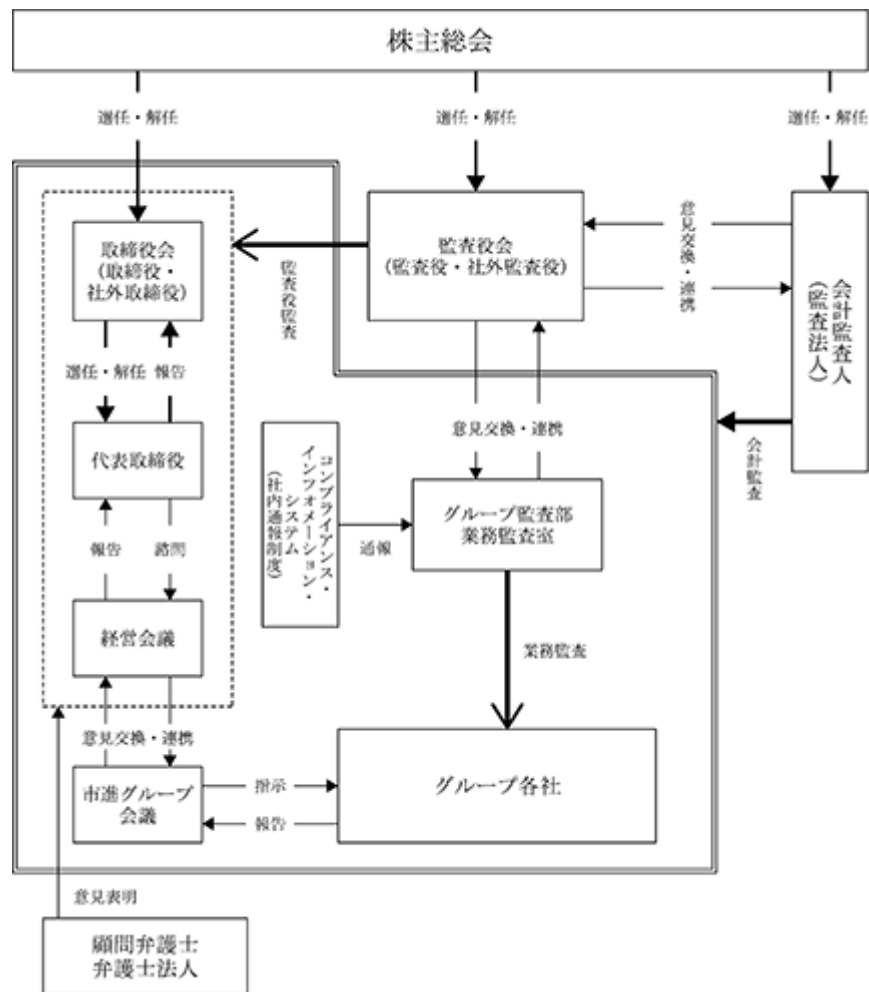 株主総会
選任・解任
選任・解任
選任・解任
取締役会
(取締役・
社外取締役)
監査役監査
監査役会
(監査役・社外監査役)
意見交換・連携
会計監査人
(監査法人)
選任・解任
報告
代表取締役
コンプライアンス・
インフォメーション・
システム
(社内通報制度)
意見交換・連携
会計監査
グループ監査部
業務監査室
通報
報告
諮問
経営会議
業務監査
意見交換・連携
市進グループ
会議
指示
報告
グループ各社
意見表明
顧問弁護士
弁護士法人